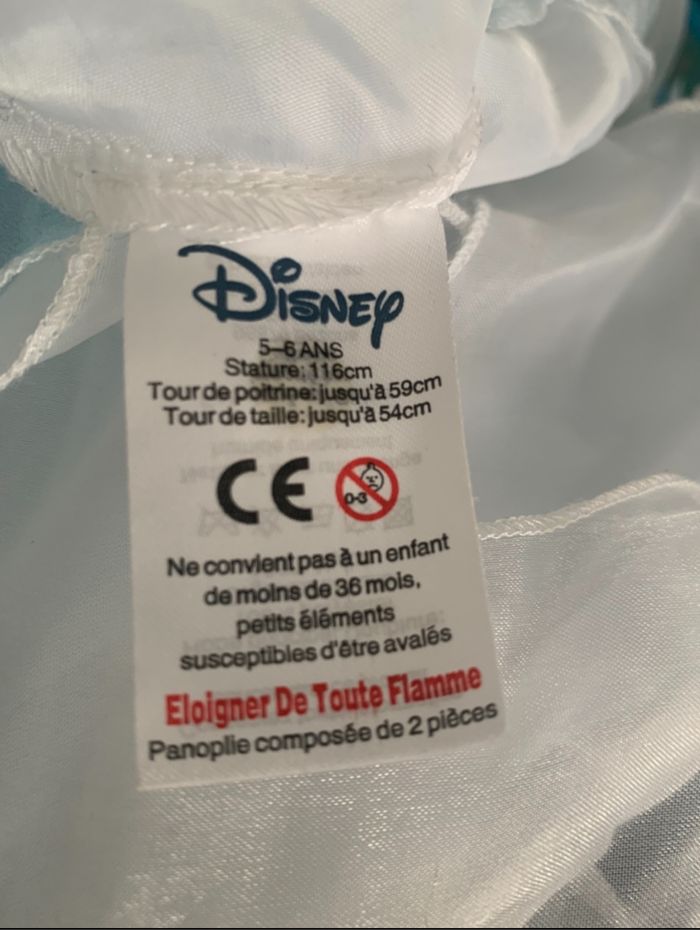 DISNEY
5-6 ANS
Stature: 116cm
Tour de poitrine: jusqu'à 59cm
Tour de taille: jusqu'à 54cm
CE 0-3
Ne convient pas à un enfant
de moins de 36 mois,
petits éléments
susceptibles d'être avalés
Eloigner De Toute Flamme
Panoplie composée de 2 pièces